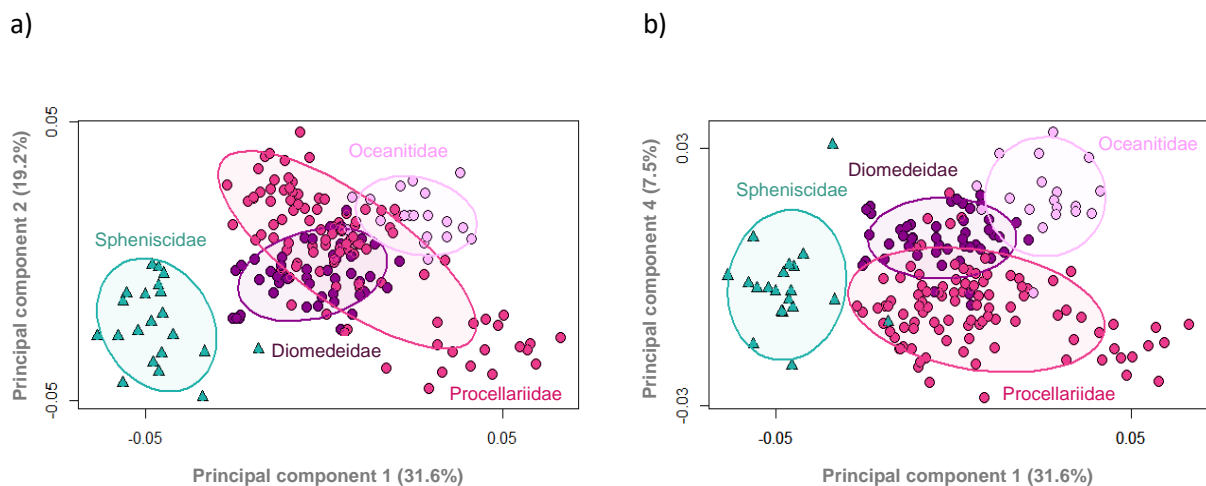 a)
0.05
-0.05
Principal component 2 (19.2%)
Oceanitidae
Spheniscidae
Diomedeidae
Procellariidae
-0.05
0.05
Principal component 1 (31.6%)
b)
0.03
-0.03
Principal component 4 (7.5%)
Oceanitidae
Diomedeidae
Spheniscidae
Procellariidae
-0.05
0.05
Principal component 1 (31.6%)